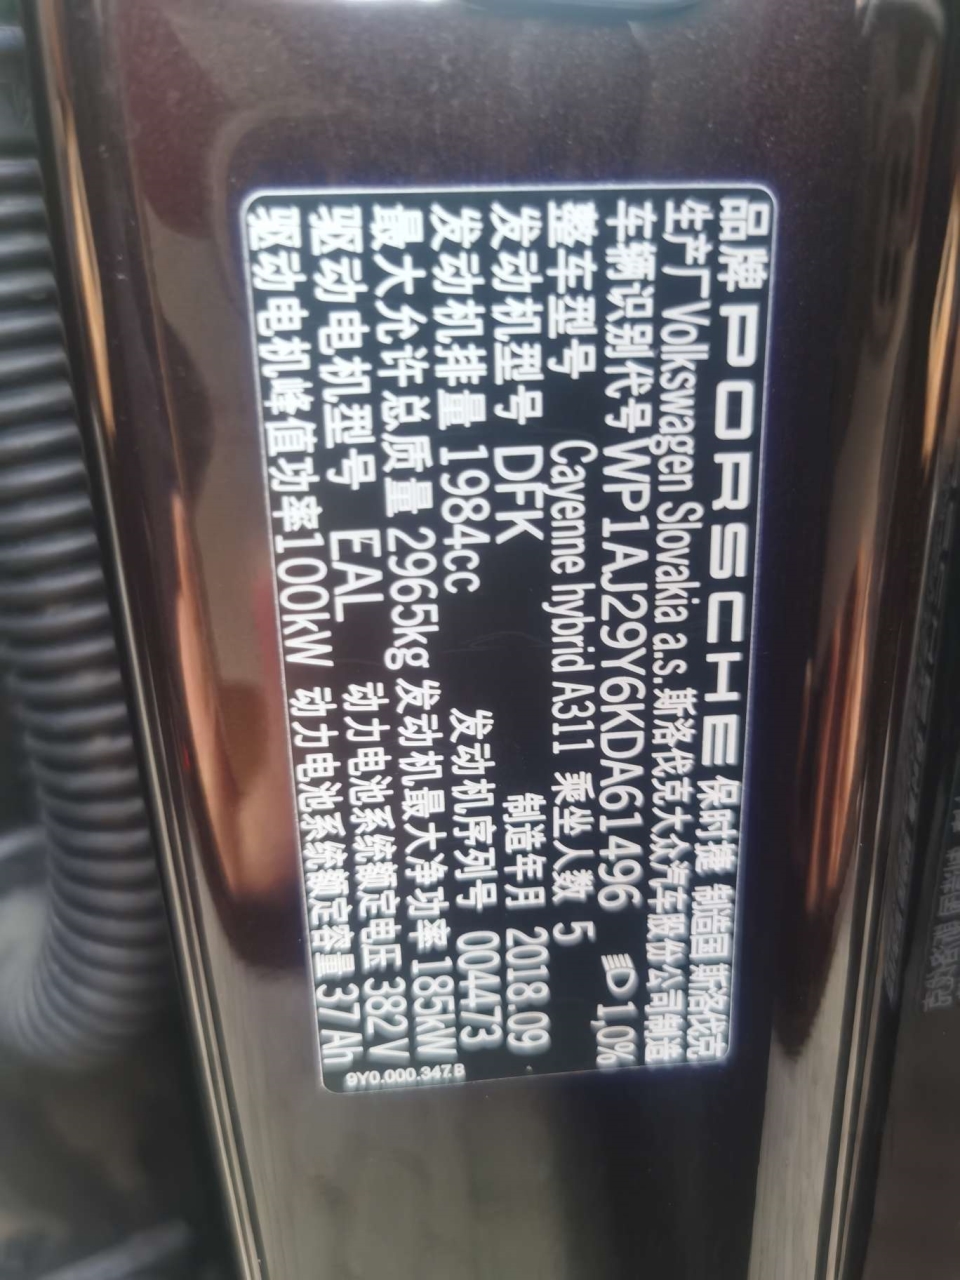 品牌 PORSCHE 保时捷 制造国 斯洛伐克
生产厂 Volkswagen Slovakia a.s. 斯洛伐克大众汽车股份公司制造
车辆识别代号 WP1AJ29Y6KDA61496 1,0%
整车型号 Cayenne hybrid A311 乘坐人数 5
发动机型号 DFK 制造年月 2018.09
发动机排量 1984cc 发动机序列号 004473
最大允许总质量 2965kg 发动机最大净功率 185kW
驱动电机型号 EAL 动力电池系统额定电压 382V
驱动电机峰值功率 100kW 动力电池系统额定容量 37Ah
9Y0.000.347.B